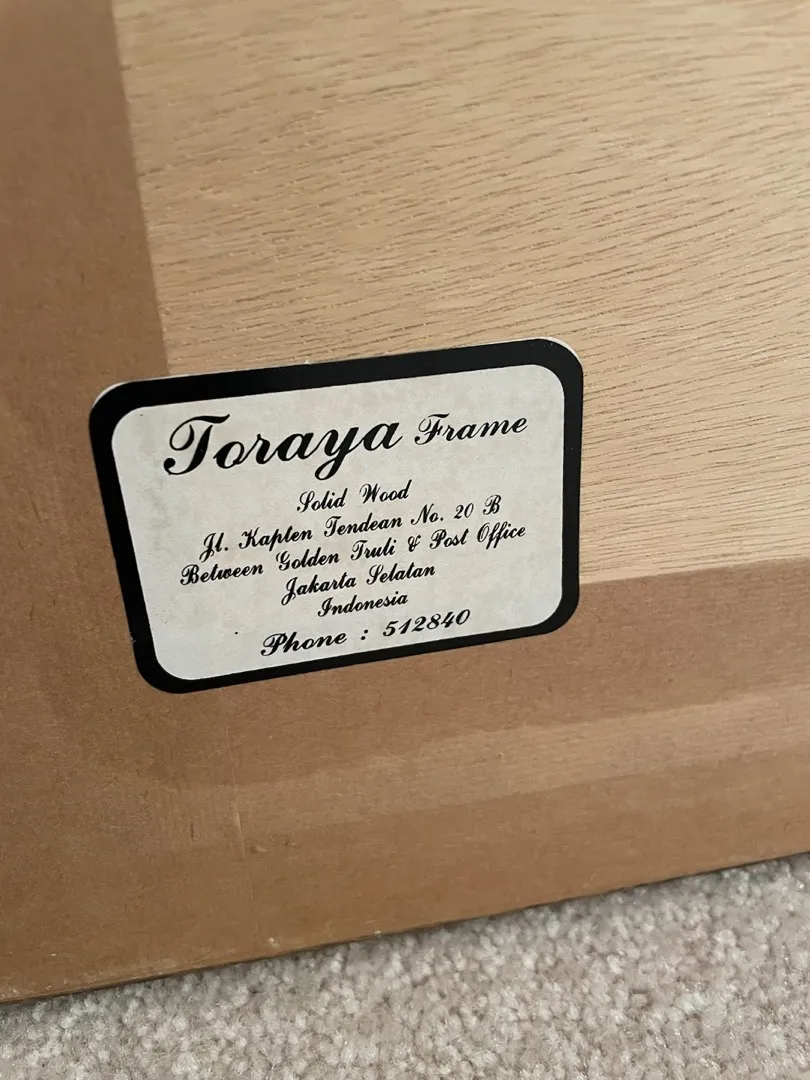 Toraya Frame
Solid Wood
Jl. Kapten Tendean No. 20 B
Between Golden Truli & Post Office
Jakarta Selatan
Indonesia
Phone : 512840